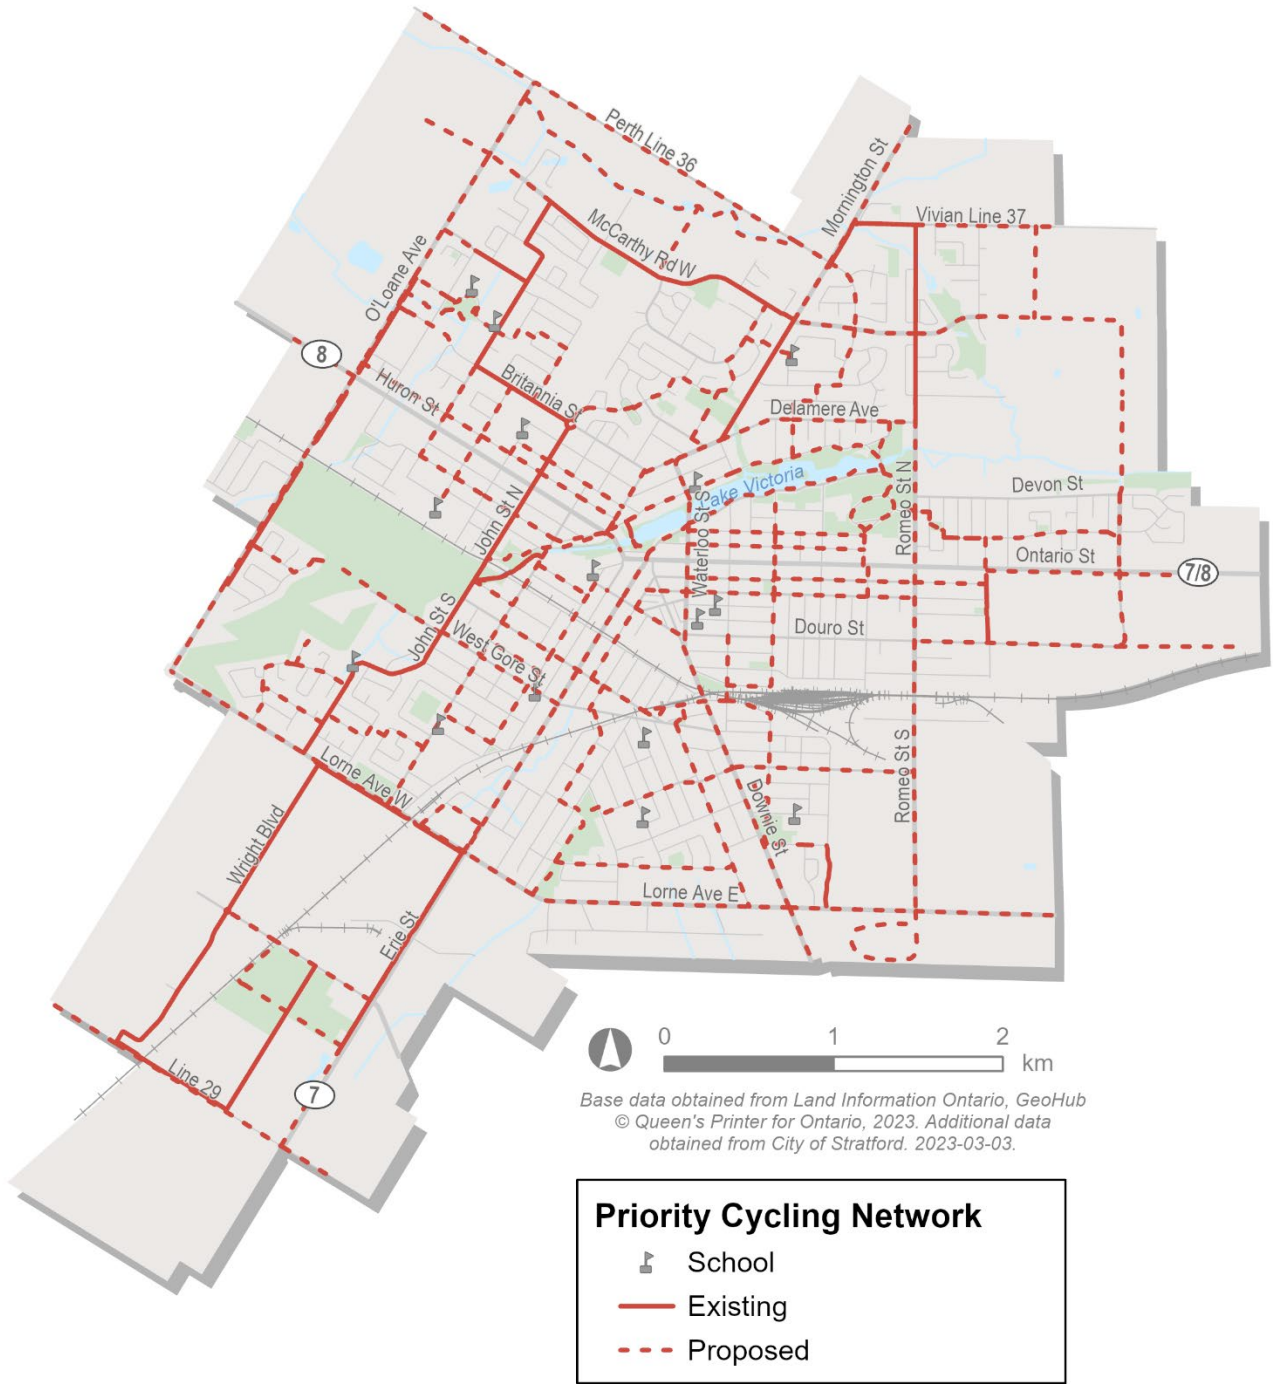 Perth Line 36
Mornington St
Vivian Line 37
McCarthy Rd W
O'Loane Ave
8
Huron St
Britannia St
Delamere Ave
Lake Victoria
Devon St
Romeo St N
John St N
Waterloo St S
Ontario St
7/8
John St S
West Gore St
Douro St
Lorne Ave W
Romeo St S
Downie St
Wright Blvd
Lorne Ave E
Erie St
Line 29
7
0 1 2
km
Base data obtained from Land Information Ontario, GeoHub
© Queen's Printer for Ontario, 2023. Additional data
obtained from City of Stratford. 2023-03-03.
Priority Cycling Network
School
Existing
Proposed